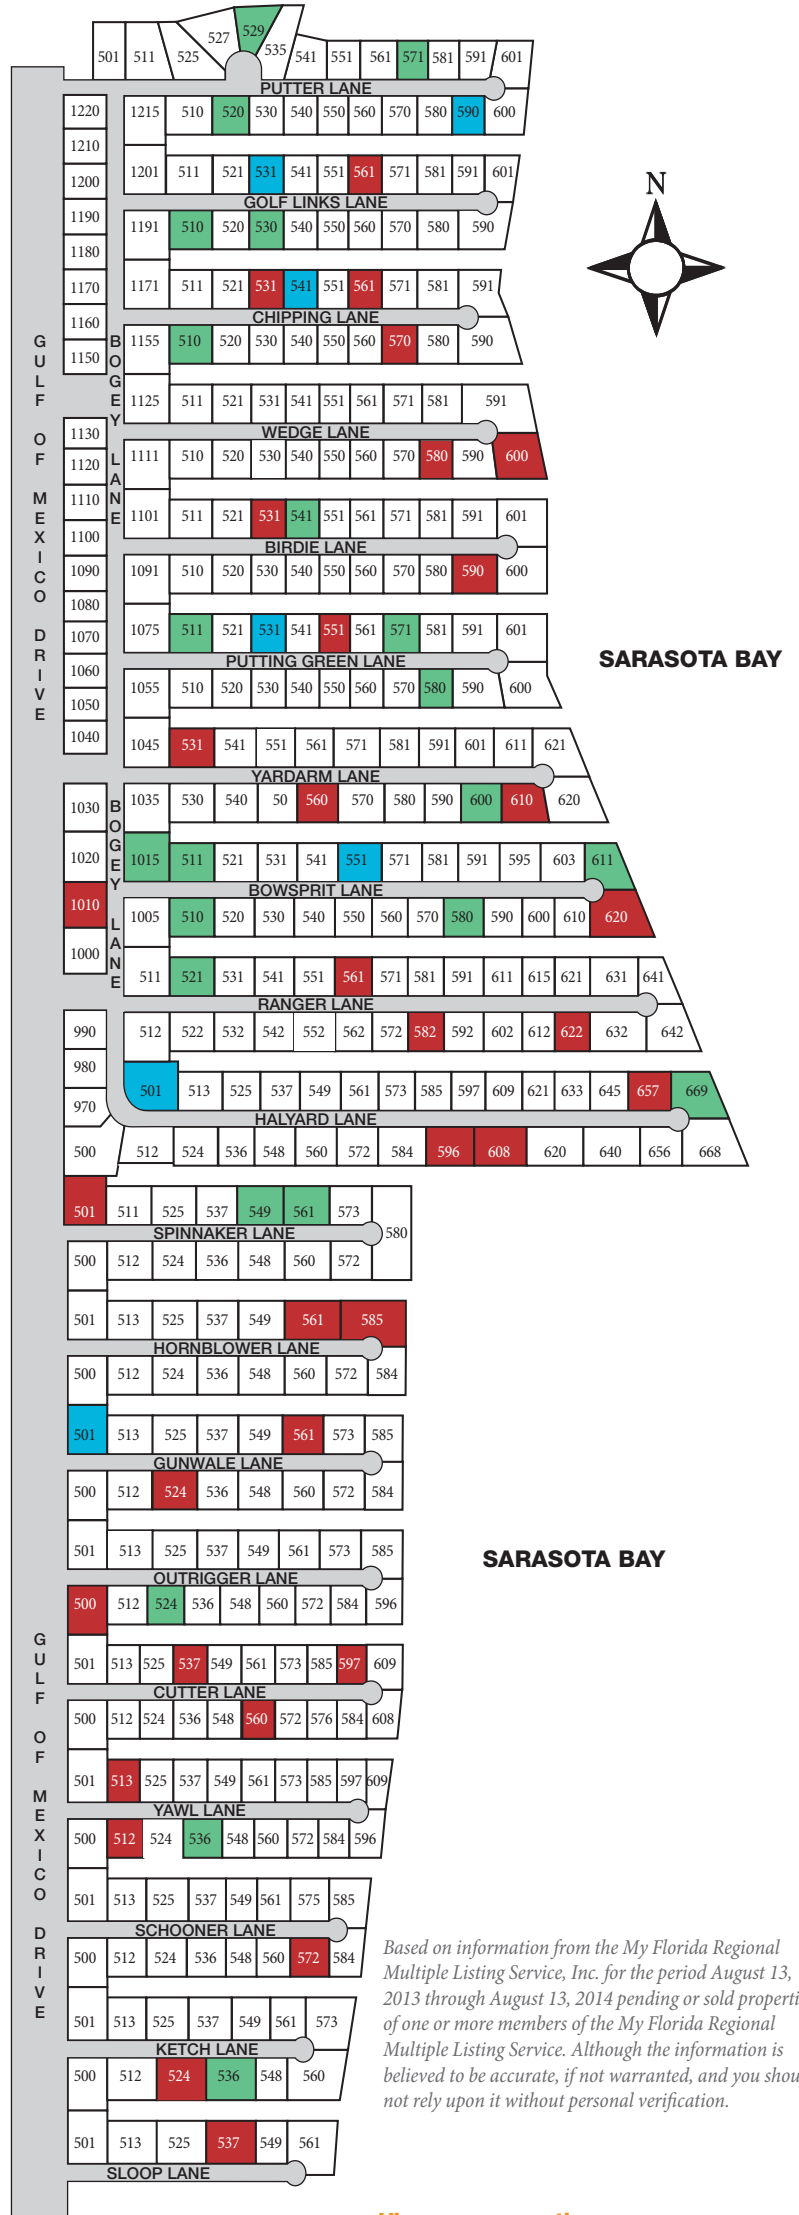 529
527
535
501 511 525 541 551 561 571 581 591 601
PUTTER LANE
1220 1215 510 520 530 540 550 560 570 580 590 600
1210
1200 1201 511 521 531 541 551 561 571 581 591 601
GOLF LINKS LANE
1190 1191 510 520 530 540 550 560 570 580 590
1180
N
1170 1171 511 521 531 541 551 561 571 581 591
CHIPPING LANE
1160
1150 1155 510 520 530 540 550 560 570 580 590
GULF OF MEXICO DRIVE
BOGEY LANE
1125 511 521 531 541 551 561 571 581 591
WEDGE LANE
1130
1120 1111 510 520 530 540 550 560 570 580 590 600
1110
1100 1101 511 521 531 541 551 561 571 581 591 601
BIRDIE LANE
1090 1091 510 520 530 540 550 560 570 580 590 600
1080
1070 1075 511 521 531 541 551 561 571 581 591 601
PUTTING GREEN LANE
SARASOTA BAY
1060
1050 1055 510 520 530 540 550 560 570 580 590 600
1040 1045 531 541 551 561 571 581 591 601 611 621
YARDARM LANE
1030 1035 530 540 50 560 570 580 590 600 610 620
BOGEY LANE
1020 1015 511 521 531 541 551 571 581 591 595 603 611
BOWSPRIT LANE
1010 1005 510 520 530 540 550 560 570 580 590 600 610 620
1000 511 521 531 541 551 561 571 581 591 611 615 621 631 641
RANGER LANE
990 512 522 532 542 552 562 572 582 592 602 612 622 632 642
980
970 501 513 525 537 549 561 573 585 597 609 621 633 645 657 669
HALYARD LANE
500 512 524 536 548 560 572 584 596 608 620 640 656 668
501 511 525 537 549 561 573 580
SPINNAKER LANE
500 512 524 536 548 560 572
501 513 525 537 549 561 585
HORNBLOWER LANE
500 512 524 536 548 560 572 584
501 513 525 537 549 561 573 585
GUNWALE LANE
500 512 524 536 548 560 572 584
501 513 525 537 549 561 573 585
SARASOTA BAY
OUTRIGGER LANE
500 512 524 536 548 560 572 584 596
GULF OF MEXICO DRIVE
501 513 525 537 549 561 573 585 597 609
CUTTER LANE
500 512 524 536 548 560 572 576 584 608
501 513 525 537 549 561 573 585 597 609
YAWL LANE
500 512 524 536 548 560 572 584 596
501 513 525 537 549 561 575 585
SCHOONER LANE
500 512 524 536 548 560 572 584
501 513 525 537 549 561 573
KETCH LANE
500 512 524 536 548 560
501 513 525 537 549 561
SLOOP LANE
Based on information from the My Florida Regional
Multiple Listing Service, Inc. for the period August 13,
2013 through August 13, 2014 pending or sold properti
of one or more members of the My Florida Regional
Multiple Listing Service. Although the information is
believed to be accurate, if not warranted, and you shou
not rely upon it without personal verification.